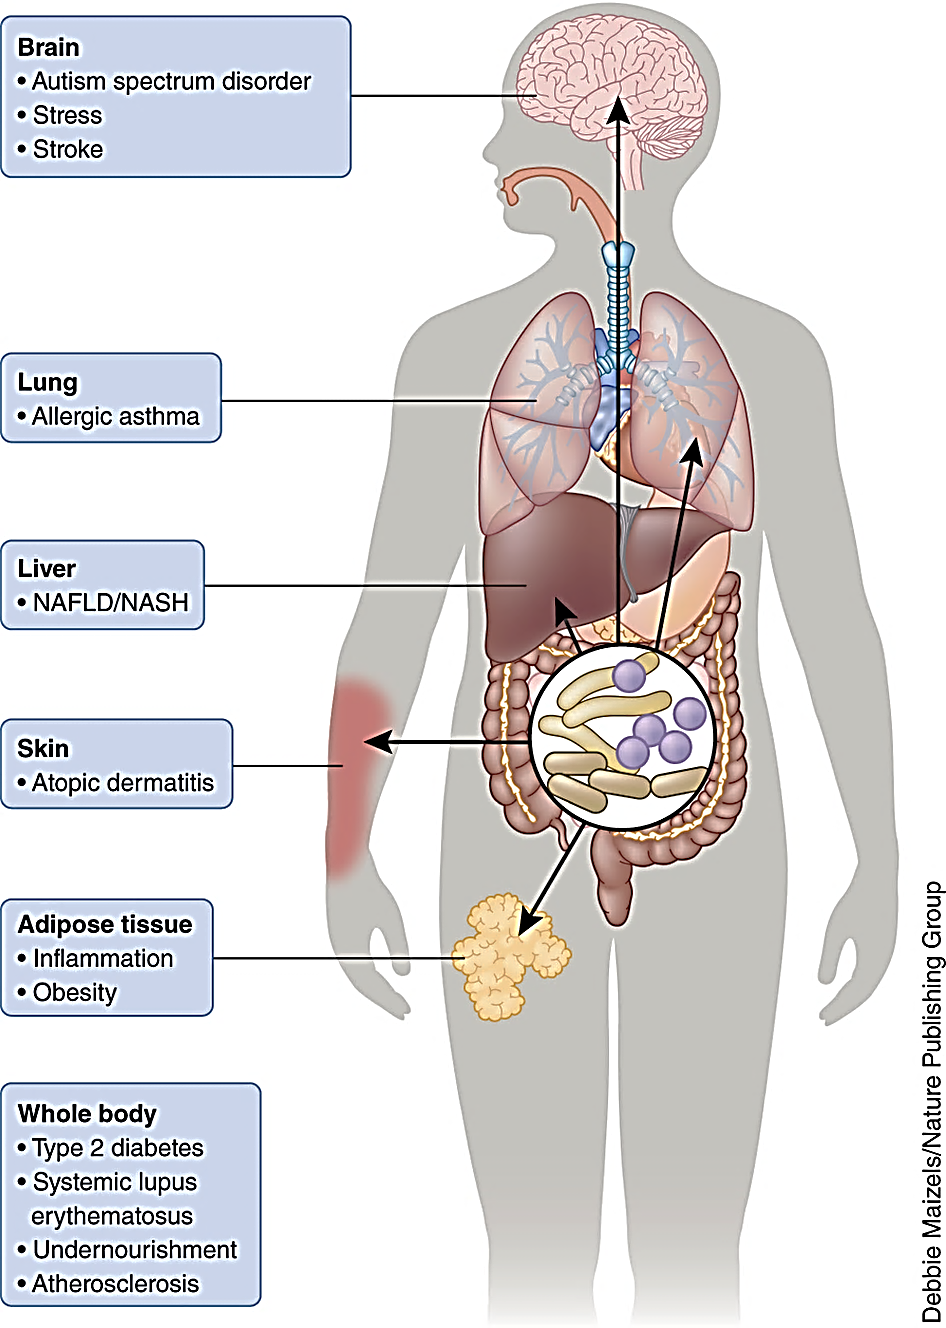 Brain
• Autism spectrum disorder
• Stress
• Stroke
Lung
• Allergic asthma
Liver
• NAFLD/NASH
Skin
• Atopic dermatitis
Adipose tissue
• Inflammation
• Obesity
Whole body
• Type 2 diabetes
• Systemic lupus
erythematosus
• Undernourishment
• Atherosclerosis
Debbie Maizels/Nature Publishing Group